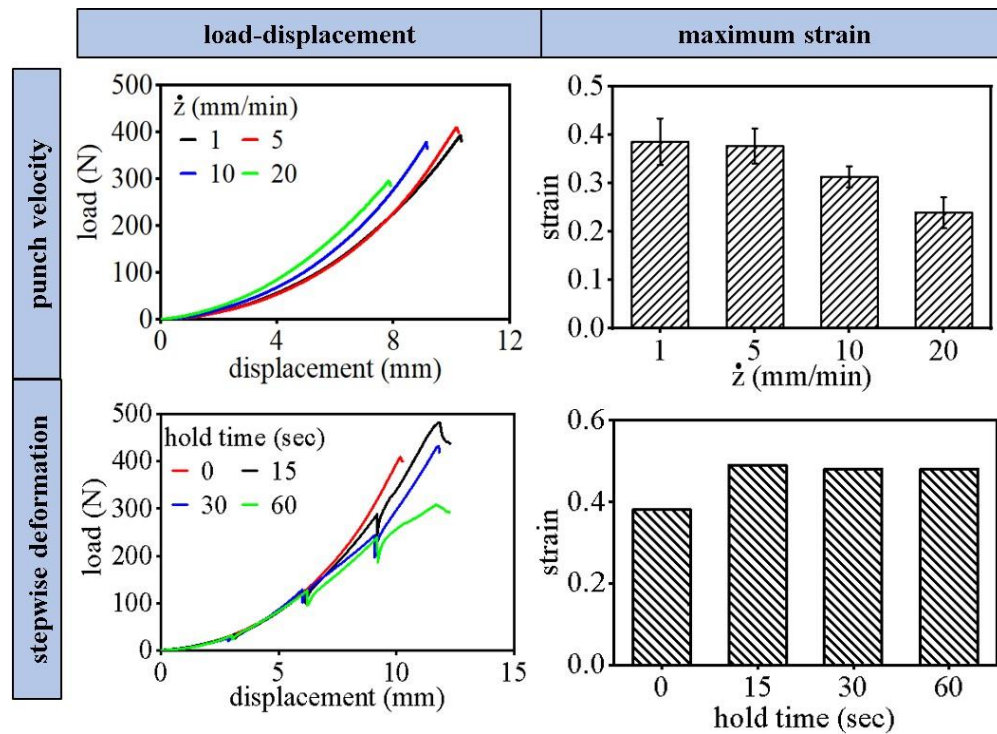 load-displacement
maximum strain
punch velocity
500
400
300
200
100
0
load (N)
ż (mm/min)
1 5
10 20
0 4 8 12
displacement (mm)
0.5
0.4
0.3
0.2
0.1
0.0
strain
1 5 10 20
ż (mm/min)
stepwise deformation
500
400
300
200
100
0
load (N)
hold time (sec)
0 15
30 60
0 5 10 15
displacement (mm)
0.6
0.4
0.2
0.0
strain
0 15 30 60
hold time (sec)